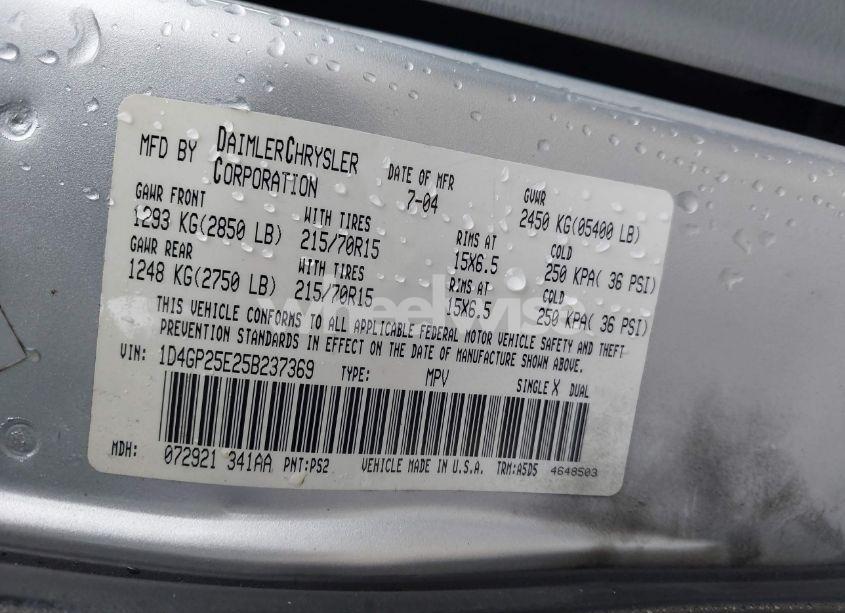 MFD BY DAIMLERCHRYSLER CORPORATION DATE OF MFR 7-04 GVWR 2450 KG(05400 LB)
GAWR FRONT WITH TIRES RIMS AT COLD
1293 KG(2850 LB) 215/70R15 15X6.5 250 KPA( 36 PSI)
GAWR REAR WITH TIRES RIMS AT COLD
1248 KG(2750 LB) 215/70R15 15X6.5 250 KPA( 36 PSI)
THIS VEHICLE CONFORMS TO ALL APPLICABLE FEDERAL MOTOR VEHICLE SAFETY AND THEFT
PREVENTION STANDARDS IN EFFECT ON THE DATE OF MANUFACTURE SHOWN ABOVE.
VIN: 1D4GP25E25B237369 TYPE: MPV SINGLE X DUAL
MDH: 072921 341AA PNT:PS2 VEHICLE MADE IN U.S.A. TRM:A5D5 4648503